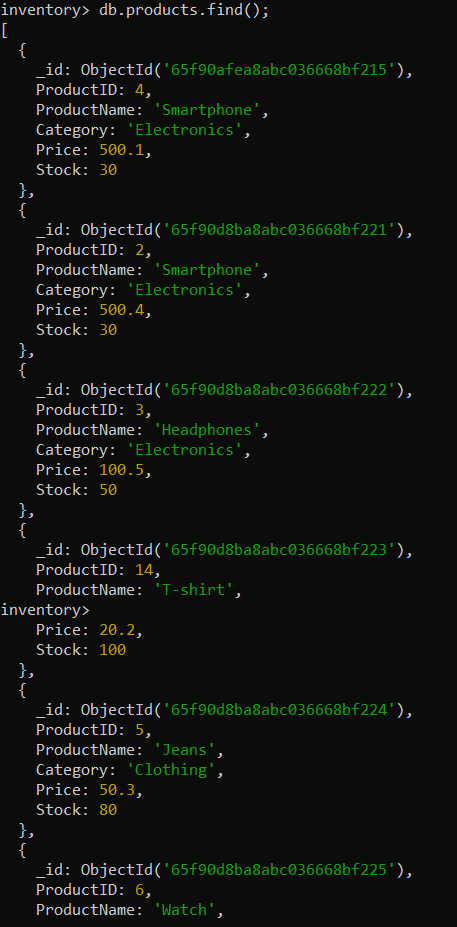 inventory> db.products.find();
[
  {
    _id: ObjectId('65f90afea8abc036668bf215'),
    ProductID: 4,
    ProductName: 'Smartphone',
    Category: 'Electronics',
    Price: 500.1,
    Stock: 30
  },
  {
    _id: ObjectId('65f90d8ba8abc036668bf221'),
    ProductID: 2,
    ProductName: 'Smartphone',
    Category: 'Electronics',
    Price: 500.4,
    Stock: 30
  },
  {
    _id: ObjectId('65f90d8ba8abc036668bf222'),
    ProductID: 3,
    ProductName: 'Headphones',
    Category: 'Electronics',
    Price: 100.5,
    Stock: 50
  },
  {
    _id: ObjectId('65f90d8ba8abc036668bf223'),
    ProductID: 14,
    ProductName: 'T-shirt',
inventory>
    Price: 20.2,
    Stock: 100
  },
  {
    _id: ObjectId('65f90d8ba8abc036668bf224'),
    ProductID: 5,
    ProductName: 'Jeans',
    Category: 'Clothing',
    Price: 50.3,
    Stock: 80
  },
  {
    _id: ObjectId('65f90d8ba8abc036668bf225'),
    ProductID: 6,
    ProductName: 'Watch',